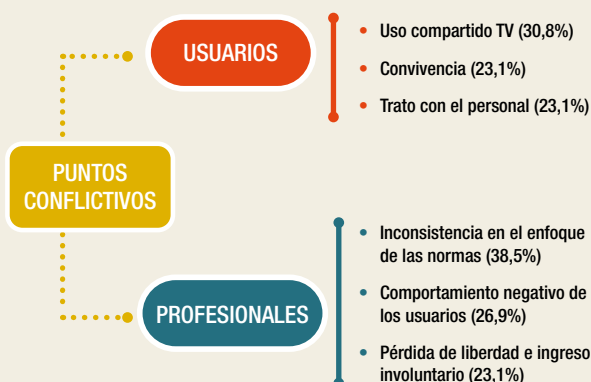 USUARIOS
Uso compartido TV (30,8%)
Convivencia (23,1%)
Trato con el personal (23,1%)
PUNTOS
CONFLICTIVOS
PROFESIONALES
Inconsistencia en el enfoque
de las normas (38,5%)
Comportamiento negativo de
los usuarios (26,9%)
Pérdida de liberdad e ingreso
involuntario (23,1%)